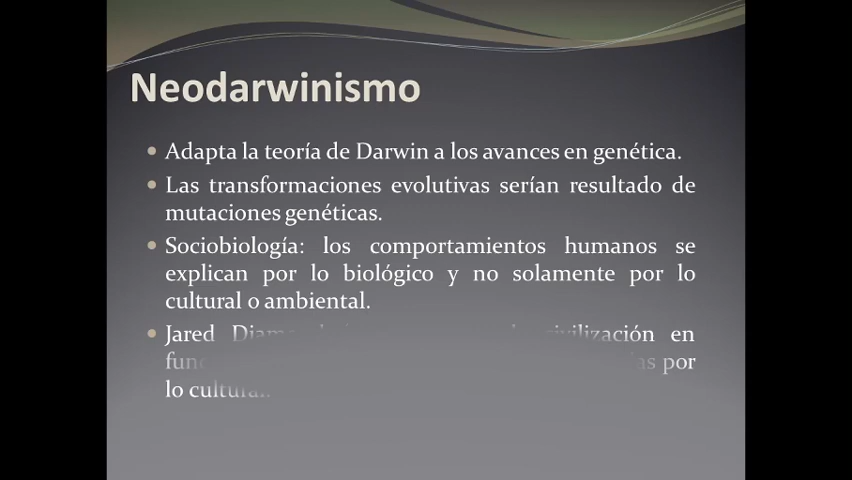 Neodarwinismo
Adapta la teoría de Darwin a los avances en genética.
Las transformaciones evolutivas serían resultado de
mutaciones genéticas.
Sociobiología: los comportamientos humanos se
explican por lo biológico y no solamente por lo
cultural o ambiental.
Jared civilización en
por
lo cultural.